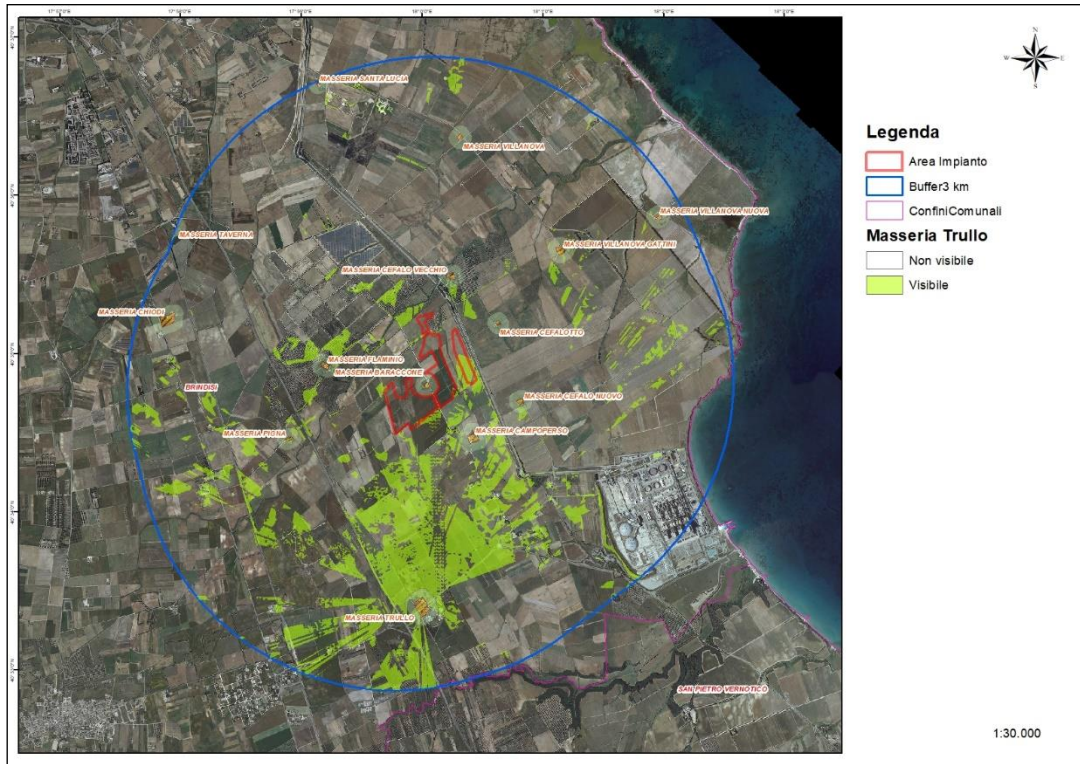 N
W
E
S
MASSERIA SANTA LUCIA
MASSERIA VILLANOVA
MASSERIA VILLANOVA NUOVA
MASSERIA TAVERNA
MASSERIA VILLANOVA GATTINI
MASSERIA CEFALO VECCHIO
MASSERIA CHIODI
MASSERIA CEFALOTTO
MASSERIA FLAMINIO
MASSERIA BARACCONE
BRINDISI
MASSERIA CEFALO NUOVO
MASSERIA PIGNA
MASSERIA CAMPOPERSO
MASSERIA TRULLO
SAN PIETRO VERNOTICO
Legenda
Area Impianto
Buffer3 km
ConfiniComunali
Masseria Trullo
Non visibile
Visibile
1:30.000